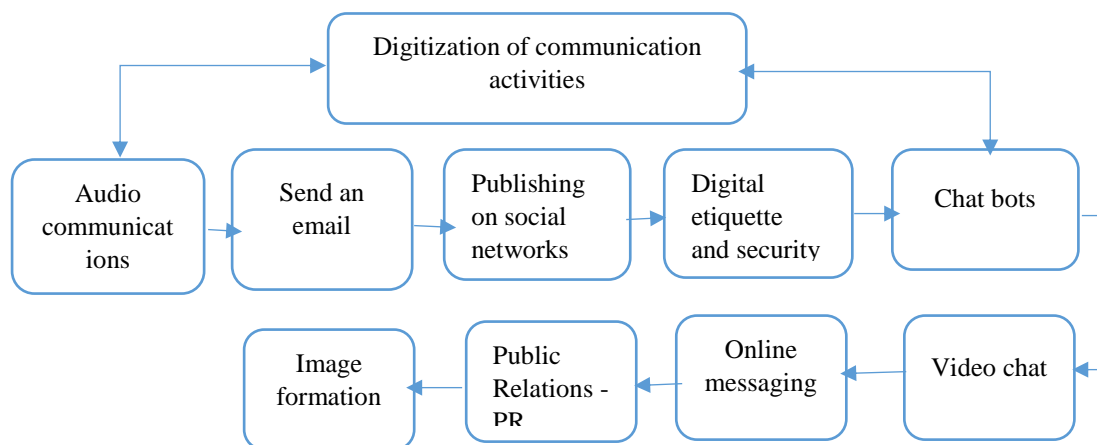 Digitization of communication
activities
Audio
communicat
ions
Send an
email
Publishing
on social
networks
Digital
etiquette
and security
Chat bots
Video chat
Online
messaging
Public
Relations -
PR
Image
formation